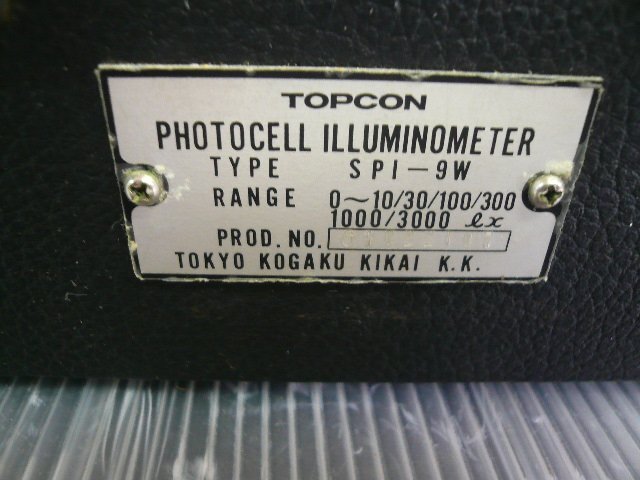 TOPCON
PHOTOCELL ILLUMINOMETER
TYPE SPI-9W
RANGE 0~10/30/100/300
1000/3000 lx
PROD. NO.
TOKYO KOGAKU KIKAI K.K.